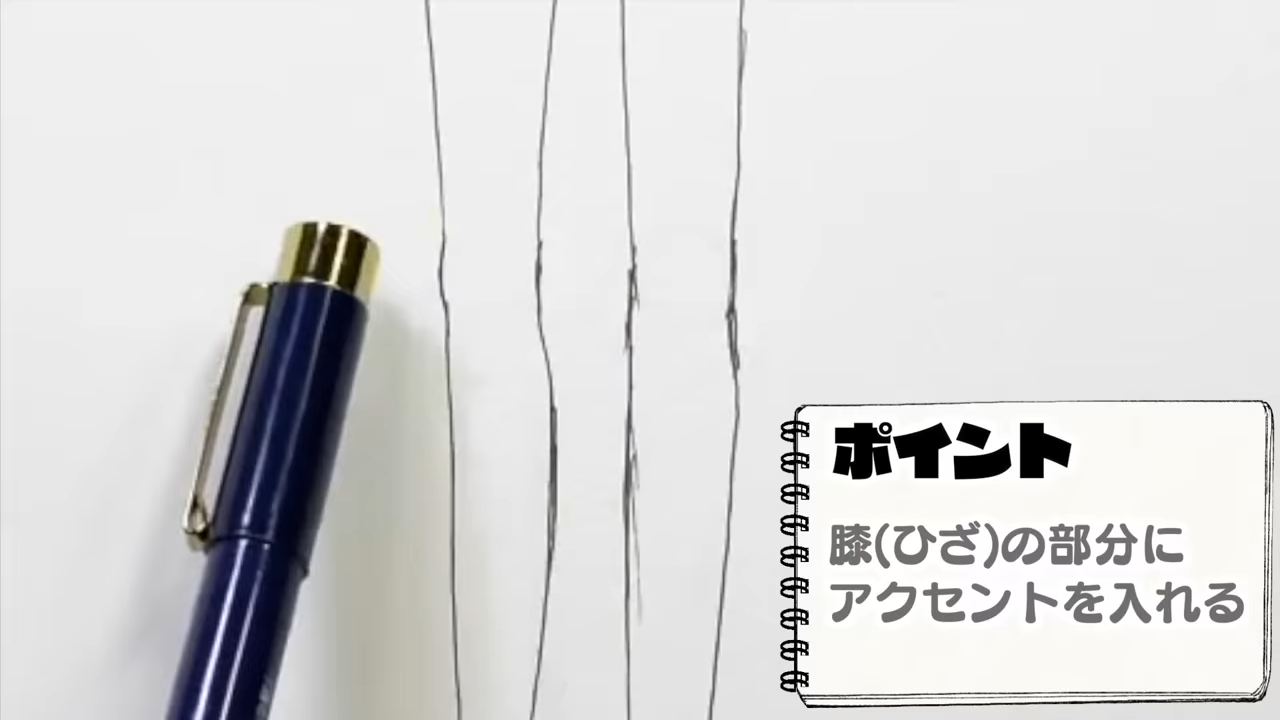 ポイント
膝(ひざ)の部分に
アクセントを入れる